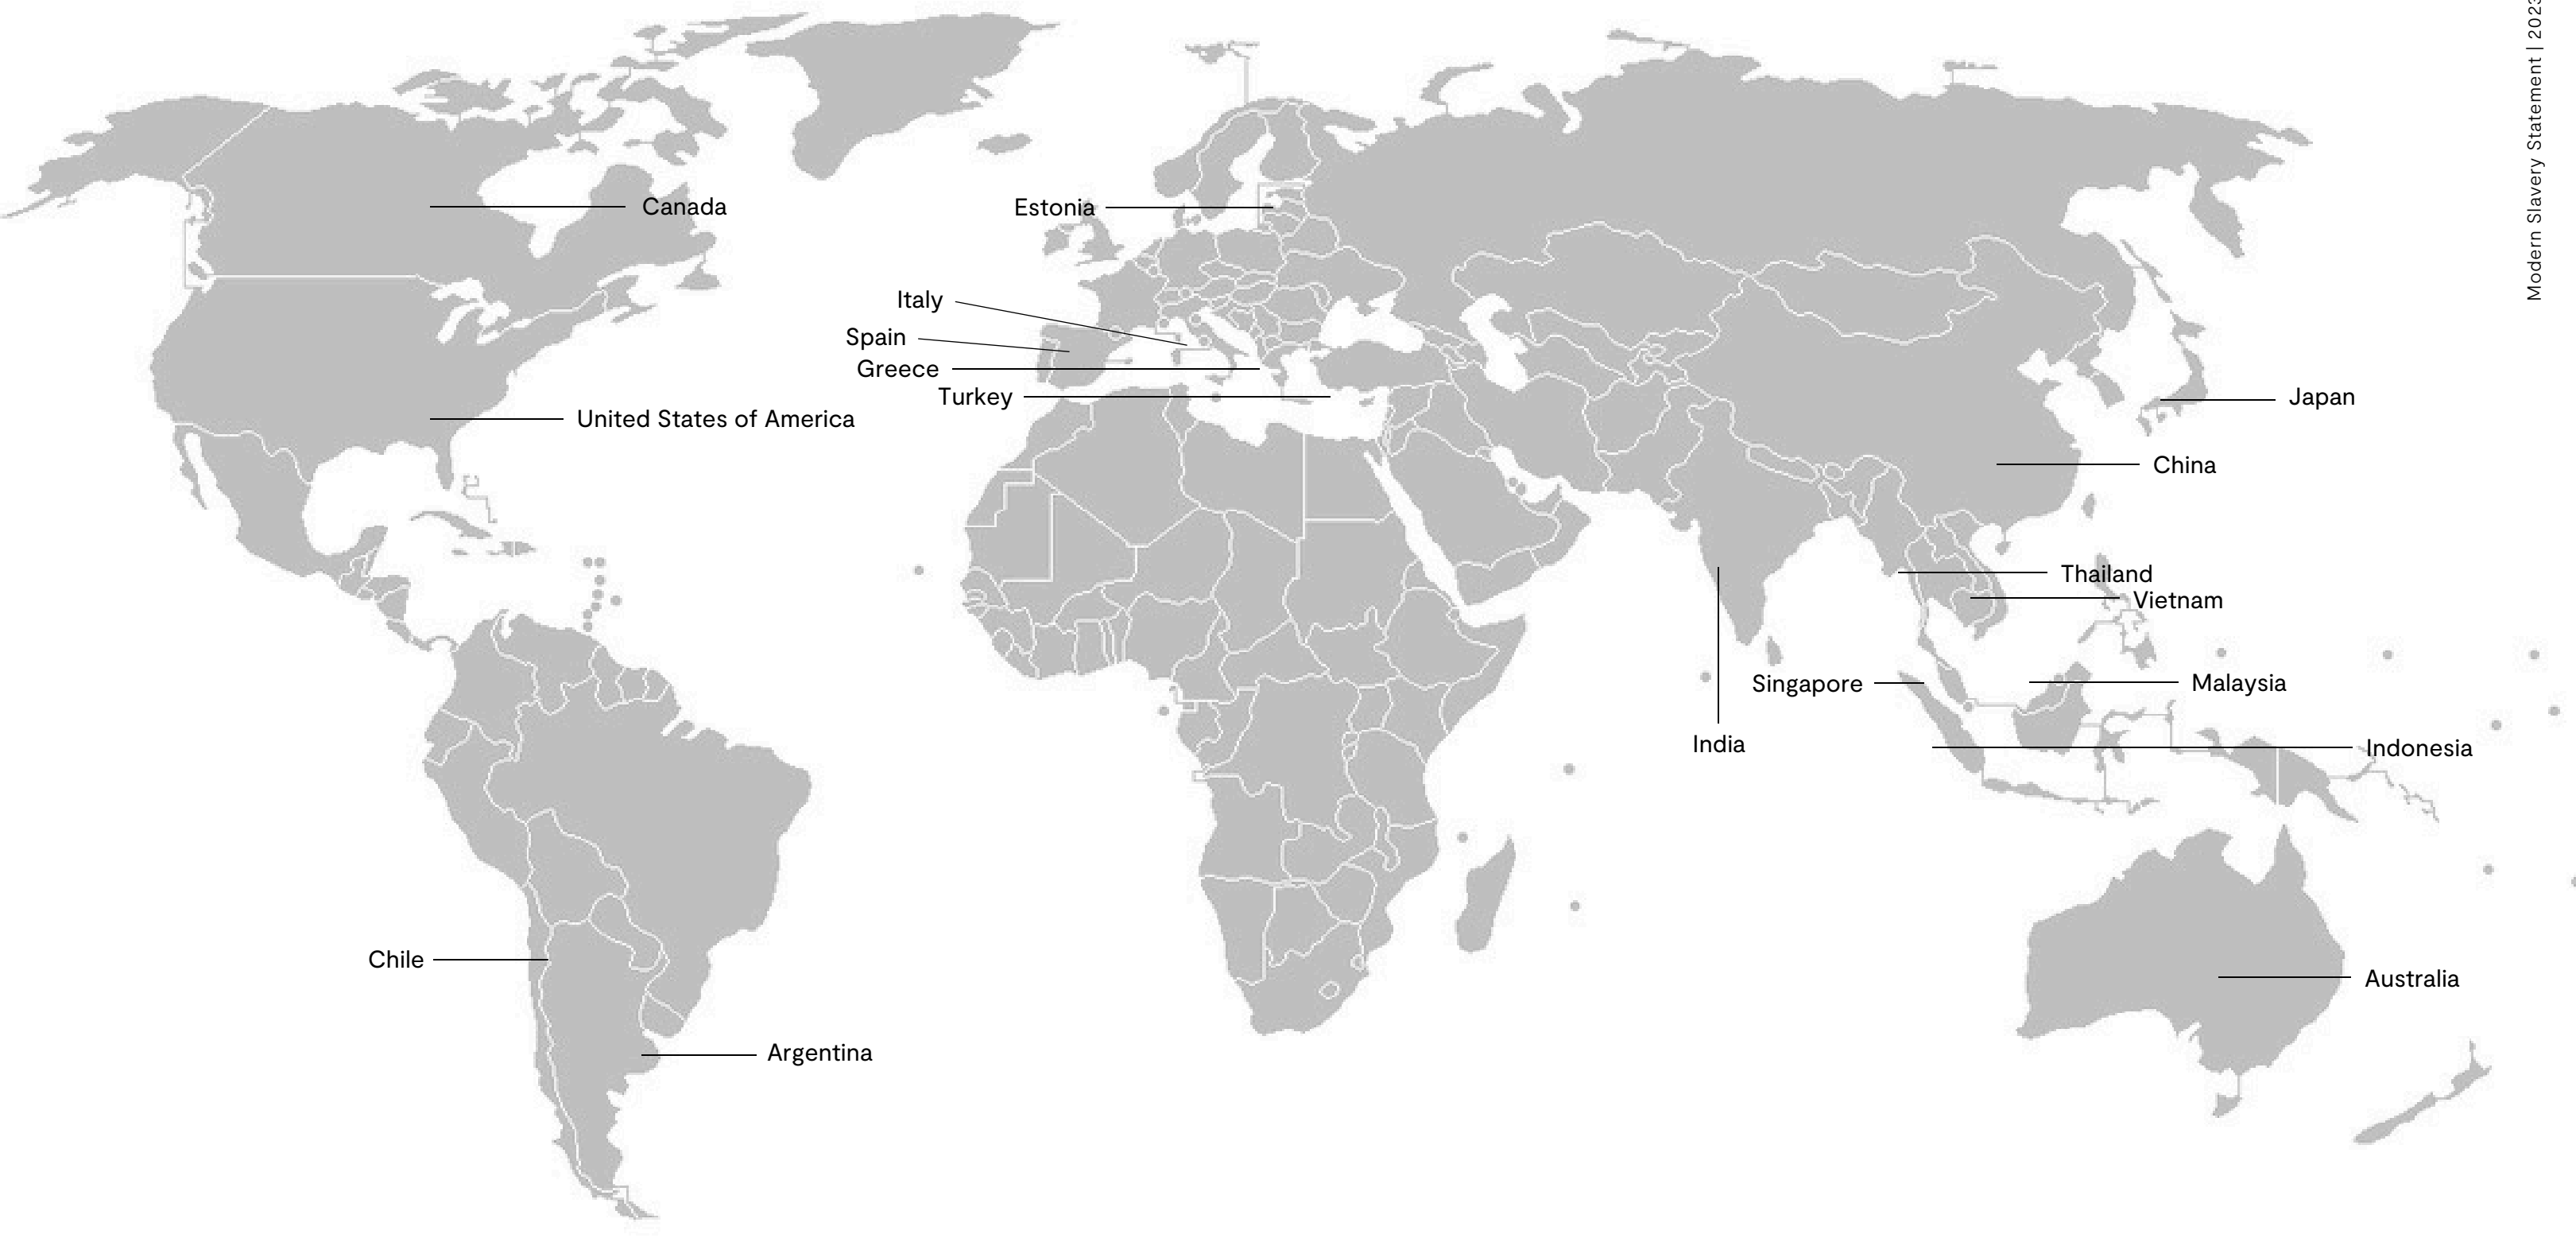 Modern Slavery Statement | 2023
Canada
Estonia
Italy
Spain
Greece
Turkey
United States of America
Japan
China
Thailand
Vietnam
Singapore
Malaysia
India
Indonesia
Chile
Australia
Argentina